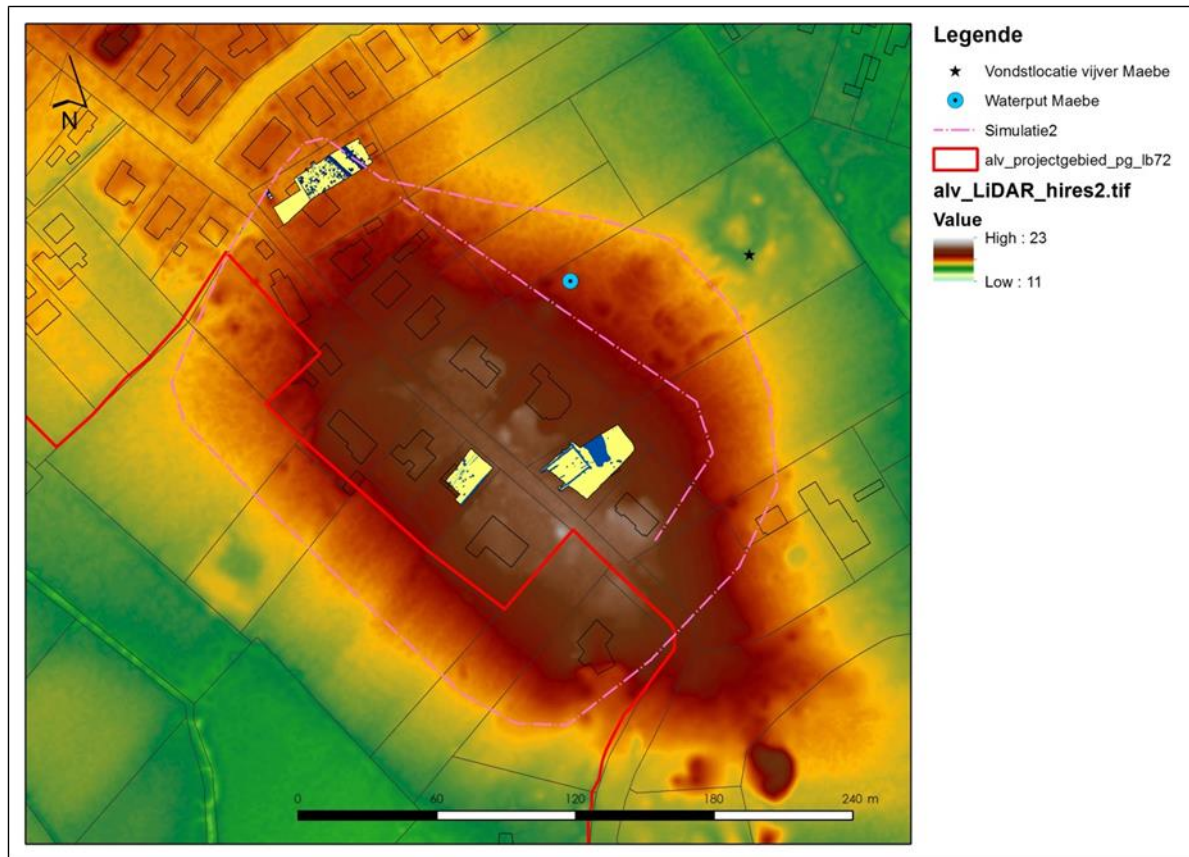 N
Legende
Vondstlocatie vijver Maebe
Waterput Maebe
Simulatie2
alv_projectgebied_pg_lb72
alv_LiDAR_hires2.tif
Value
High : 23
Low : 11
0 60 120 180 240 m